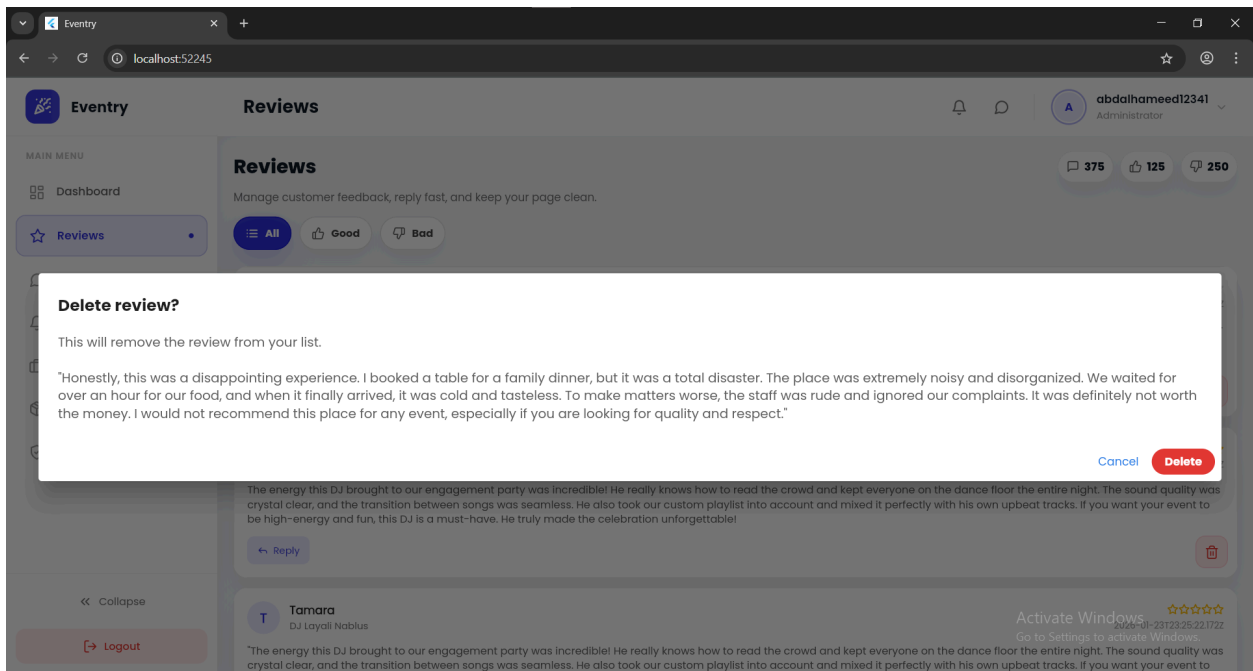 Eventry
localhost:52245
Eventry
Reviews
A
abdalhameed12341
Administrator
MAIN MENU
Dashboard
Reviews
Reviews
Manage customer feedback, reply fast, and keep your page clean.
375
125
250
All
Good
Bad
Delete review?
This will remove the review from your list.
"Honestly, this was a disappointing experience. I booked a table for a family dinner, but it was a total disaster. The place was extremely noisy and disorganized. We waited for
over an hour for our food, and when it finally arrived, it was cold and tasteless. To make matters worse, the staff was rude and ignored our complaints. It was definitely not worth
the money. I would not recommend this place for any event, especially if you are looking for quality and respect."
Cancel
Delete
The energy this DJ brought to our engagement party was incredible! He really knows how to read the crowd and kept everyone on the dance floor the entire night. The sound quality was
crystal clear, and the transition between songs was seamless. He also took our custom playlist into account and mixed it perfectly with his own upbeat tracks. If you want your event to
be high-energy and fun, this DJ is a must-have. He truly made the celebration unforgettable!
Reply
Collapse
Logout
T
Tamara
DJ Layali Nablus
2026-01-23T23:25:22.172Z
Activate Windows
Go to Settings to activate Windows.
"The energy this DJ brought to our engagement party was incredible! He really knows how to read the crowd and kept everyone on the dance floor the entire night. The sound quality was
crystal clear, and the transition between songs was seamless. He also took our custom playlist into account and mixed it perfectly with his own upbeat tracks. If you want your event to